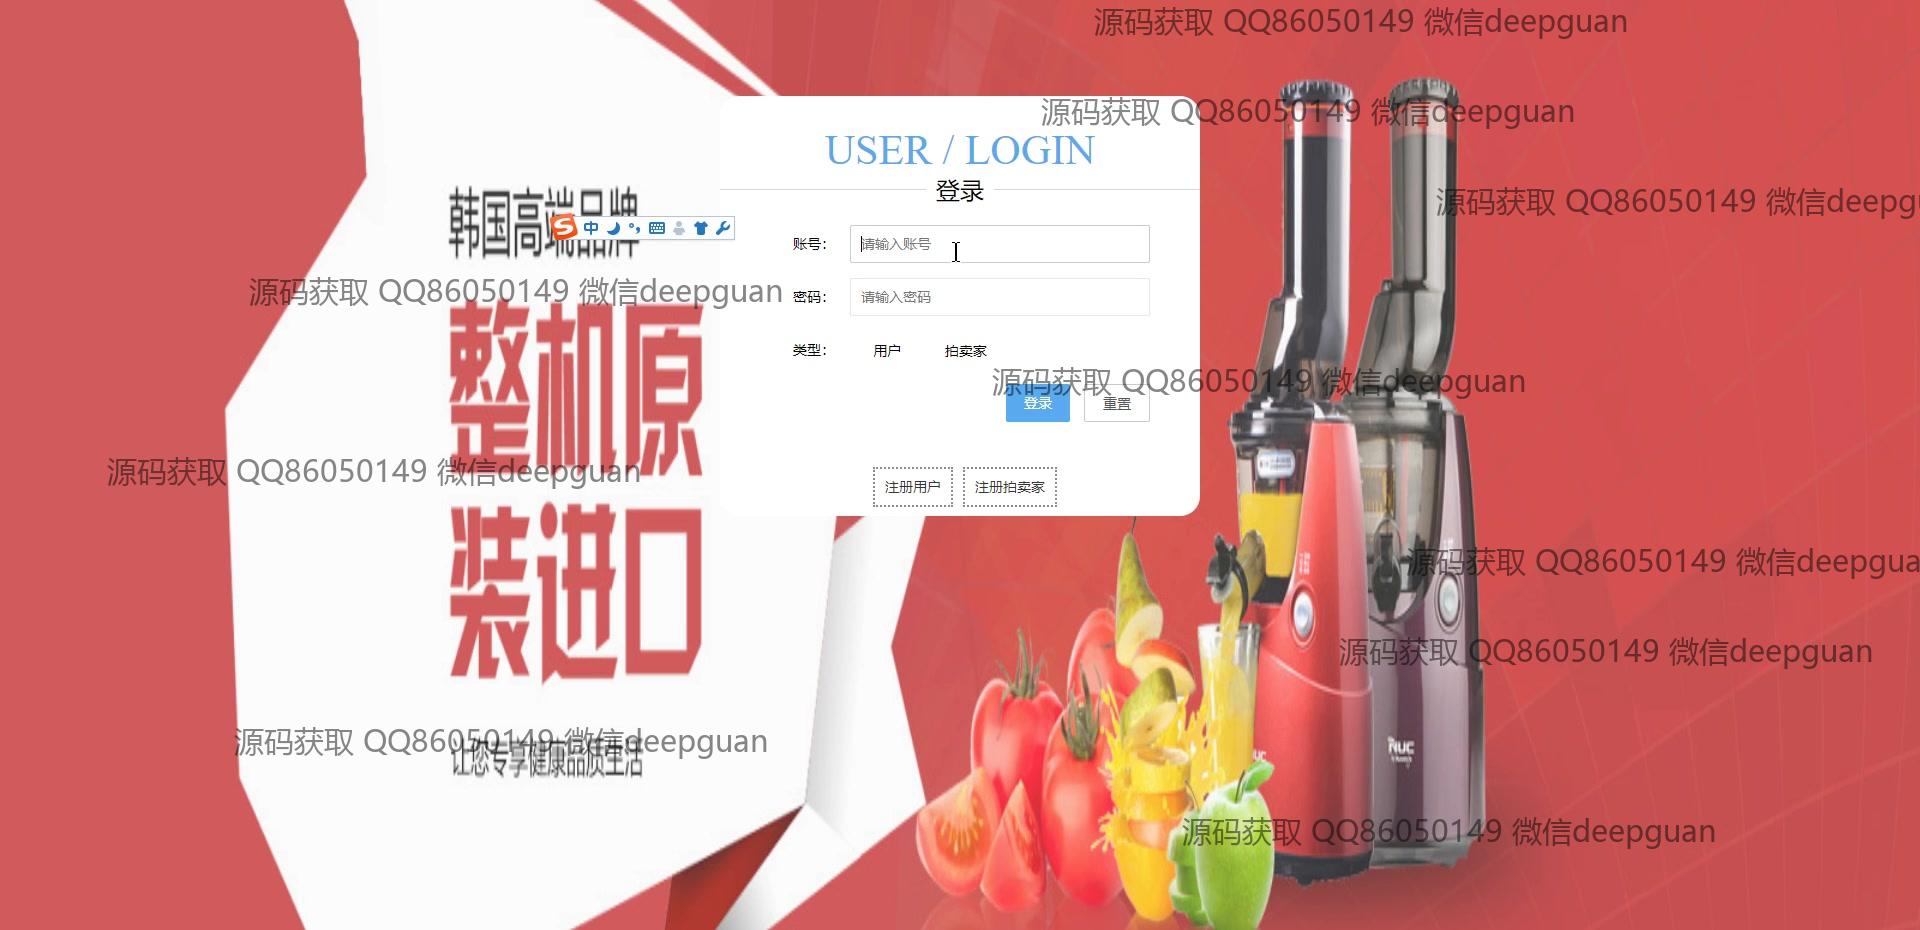 源码获取 QQ86050149 微信deepguan
源码获取 QQ86050149 微信deepguan
USER / LOGIN
登录
韩国高端品牌
中
源码获取 QQ86050149 微信deepg
账号：
请输入账号
源码获取 QQ86050149 微信deepguan
密码：
请输入密码
整机原
类型：
用户
拍卖家
源码获取 QQ86050149 微信deepguan
登录
重置
源码获取 QQ86050149 微信deepguan
注册用户
注册拍卖家
装进口
源码获取 QQ86050149 微信deepgua
源码获取 QQ86050149 微信deepguan
源码获取 QQ86050149 微信deepguan
让您专享健康品质生活
NUC
源码获取 QQ86050149 微信deepguan